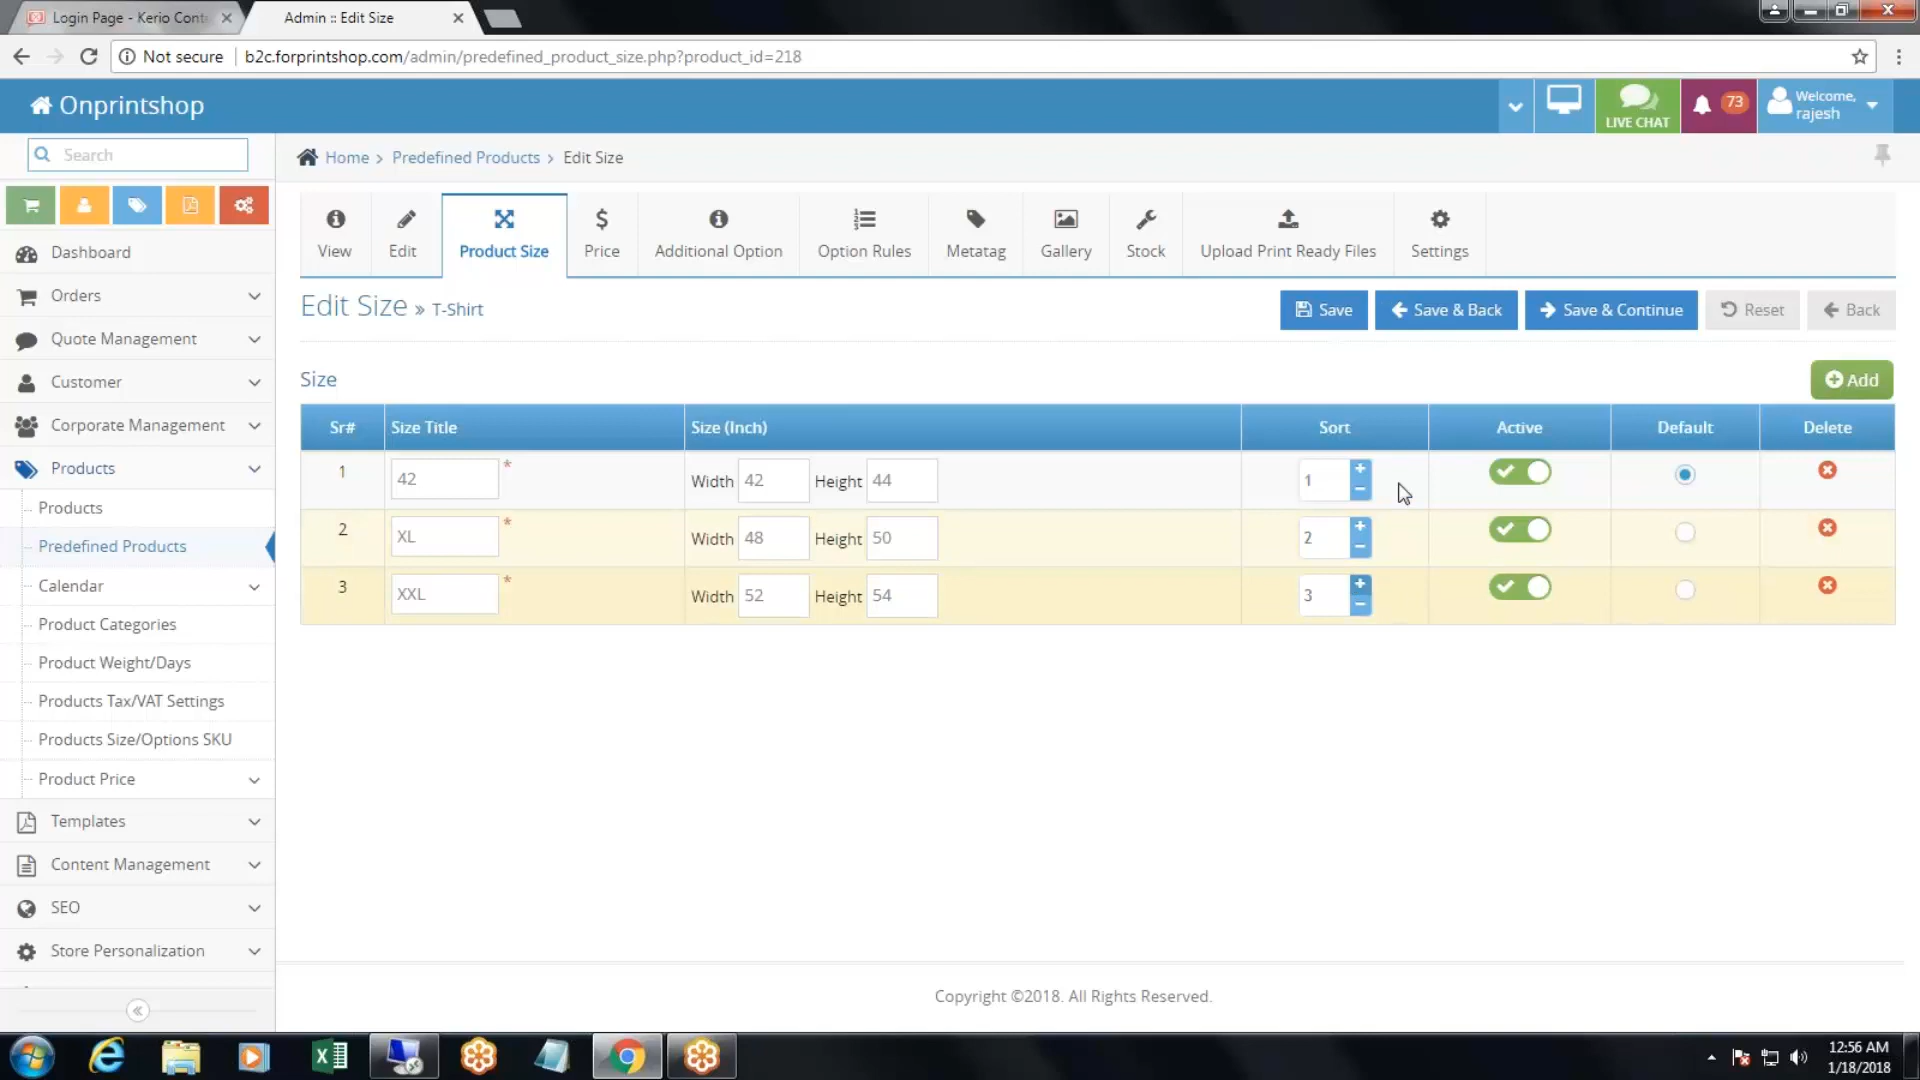 Login Page - Kerio Cont
Admin :: Edit Size
Not secure
b2c.forprintshop.com/admin/predefined_product_size.php?product_id=218
Onprintshop
LIVE CHAT
73
Welcome,
rajesh
Search
Home > Predefined Products > Edit Size
View
Edit
Product Size
Price
Additional Option
Option Rules
Metatag
Gallery
Stock
Upload Print Ready Files
Settings
Dashboard
Orders
Quote Management
Customer
Corporate Management
Products
Products
Predefined Products
Calendar
Product Categories
Product Weight/Days
Products Tax/VAT Settings
Products Size/Options SKU
Product Price
Templates
Content Management
SEO
Store Personalization
Edit Size » T-Shirt
Save
Save & Back
Save & Continue
Reset
Back
Size
Add
Sr# Size Title Size (Inch) Sort Active Default Delete
1 42 * Width 42 Height 44 1
2 XL * Width 48 Height 50 2
3 XXL * Width 52 Height 54 3
Copyright ©2018. All Rights Reserved.
12:56 AM
1/18/2018